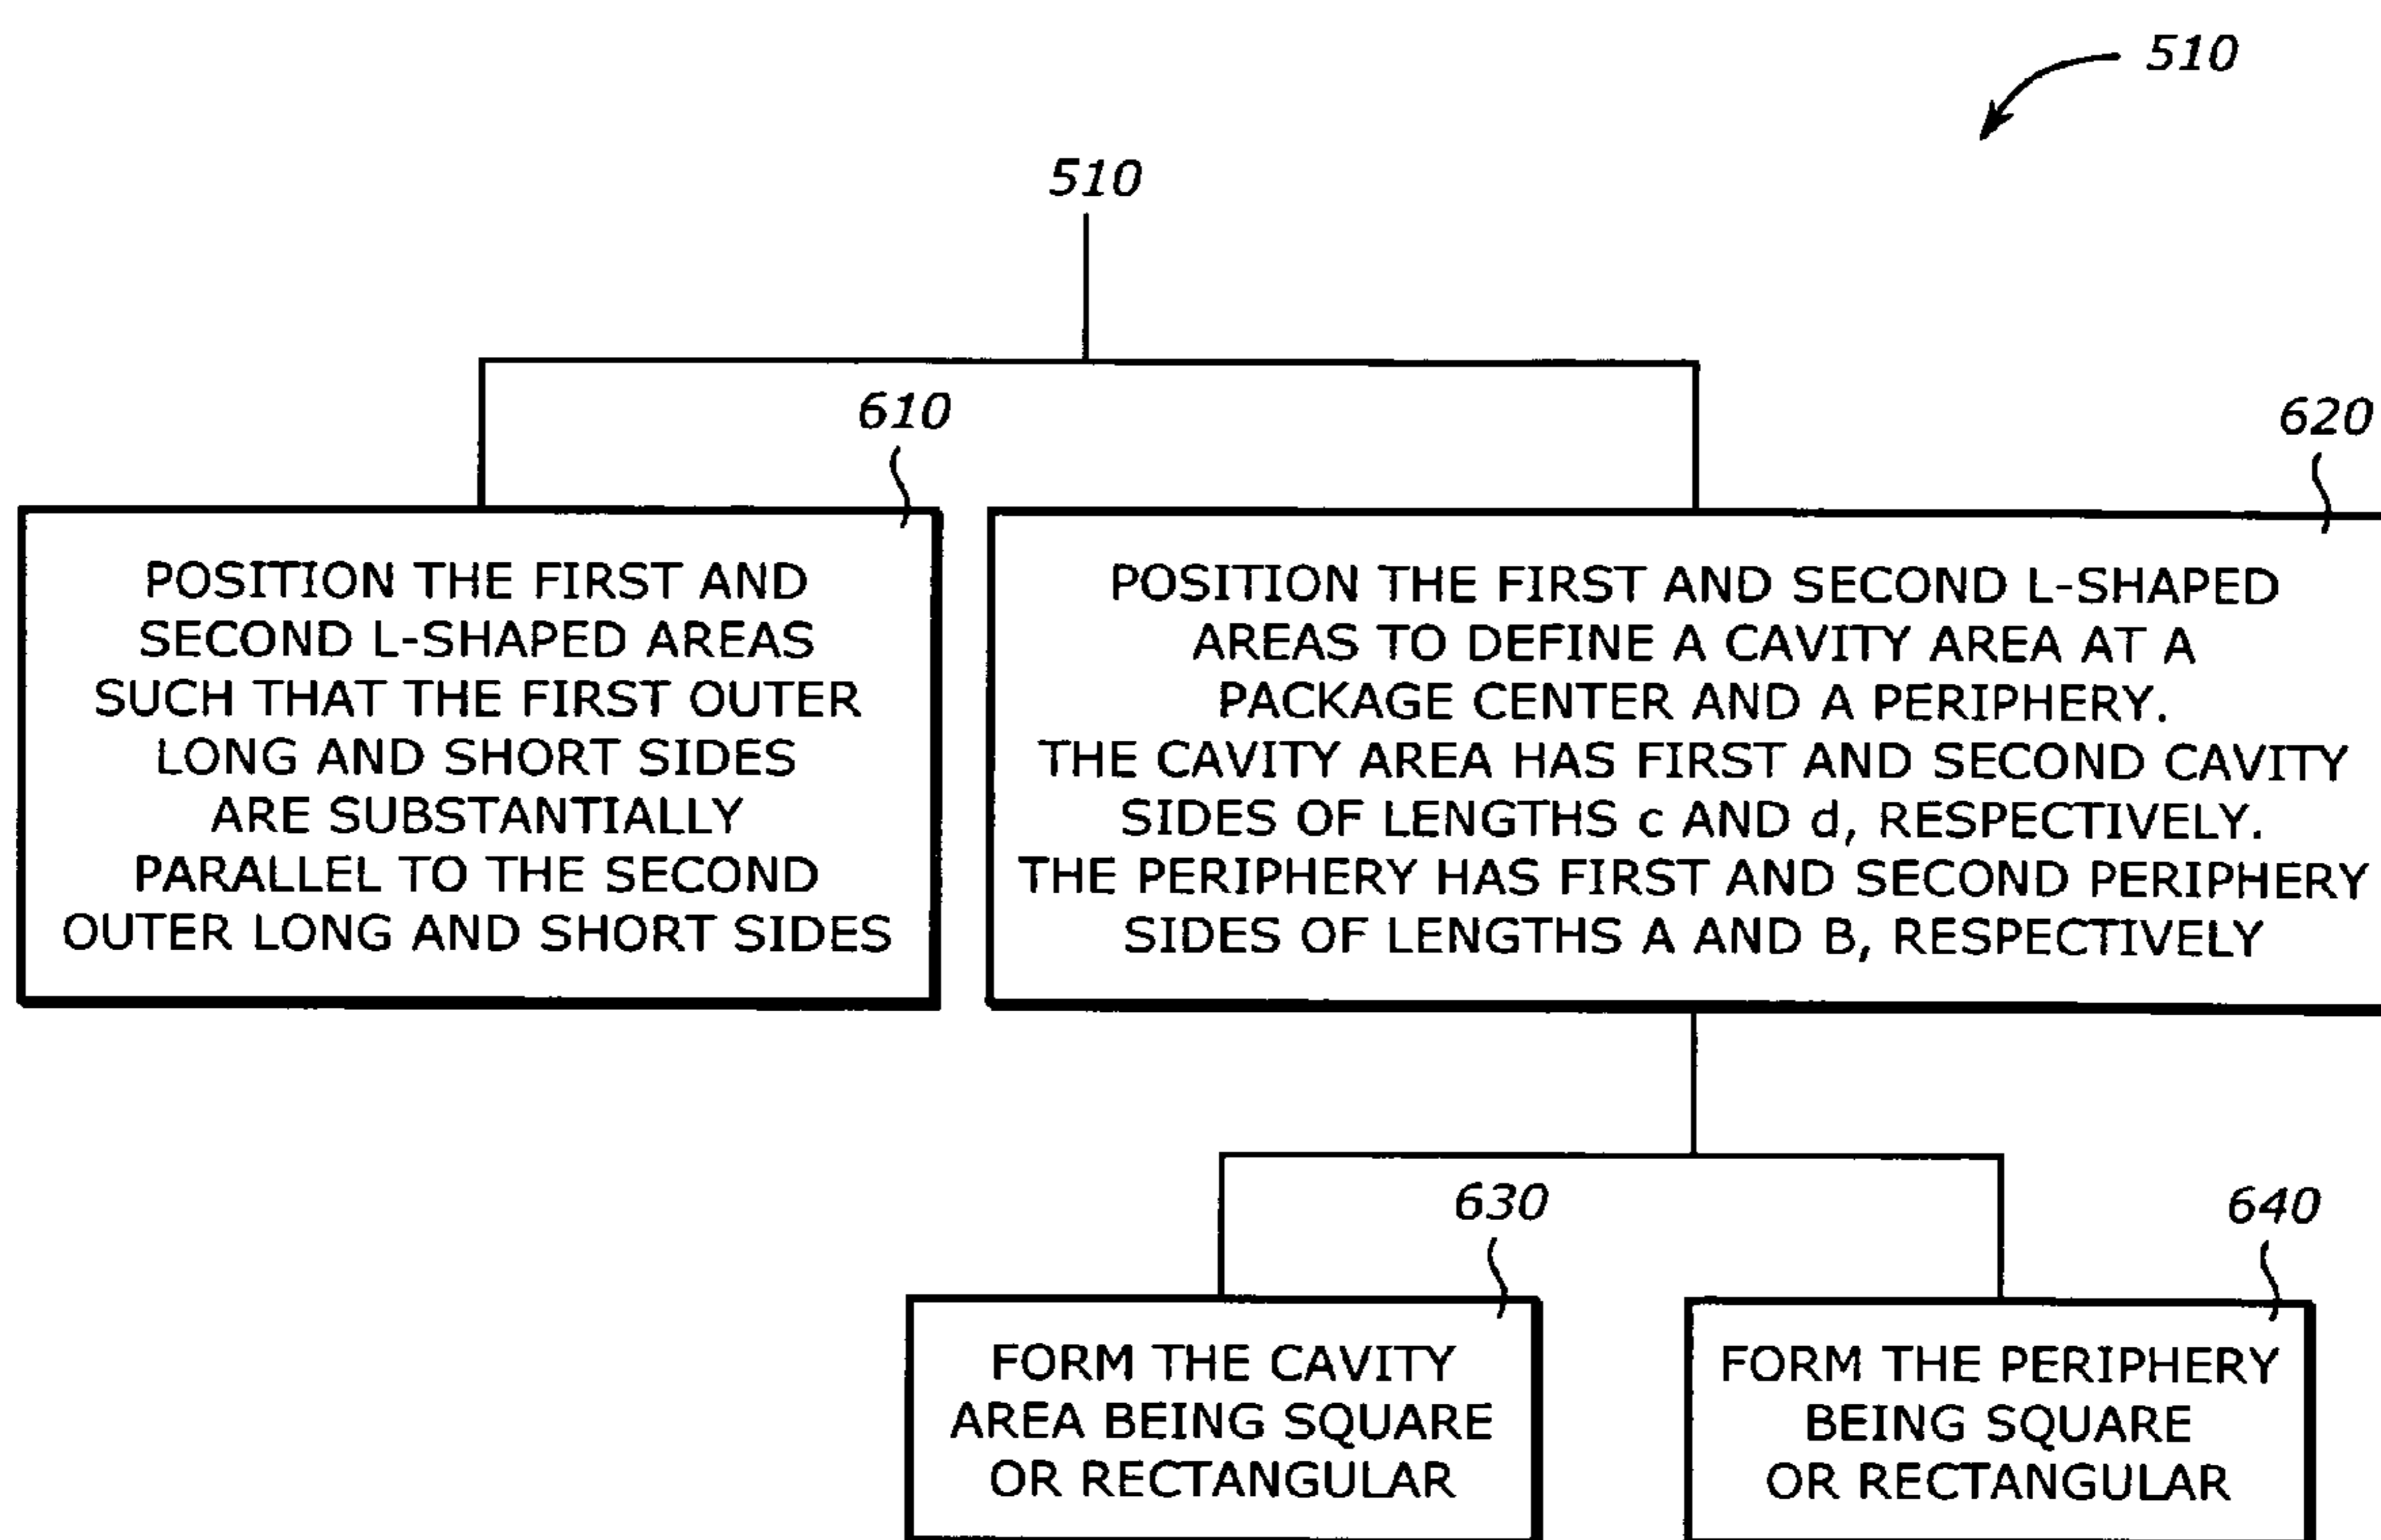 510
510
610
POSITION THE FIRST AND
SECOND L-SHAPED AREAS
SUCH THAT THE FIRST OUTER
LONG AND SHORT SIDES
ARE SUBSTANTIALLY
PARALLEL TO THE SECOND
OUTER LONG AND SHORT SIDES
620
POSITION THE FIRST AND SECOND L-SHAPED
AREAS TO DEFINE A CAVITY AREA AT A
PACKAGE CENTER AND A PERIPHERY.
THE CAVITY AREA HAS FIRST AND SECOND CAVITY
SIDES OF LENGTHS c AND d, RESPECTIVELY.
THE PERIPHERY HAS FIRST AND SECOND PERIPHERY
SIDES OF LENGTHS A AND B, RESPECTIVELY
630
FORM THE CAVITY
AREA BEING SQUARE
OR RECTANGULAR
640
FORM THE PERIPHERY
BEING SQUARE
OR RECTANGULAR